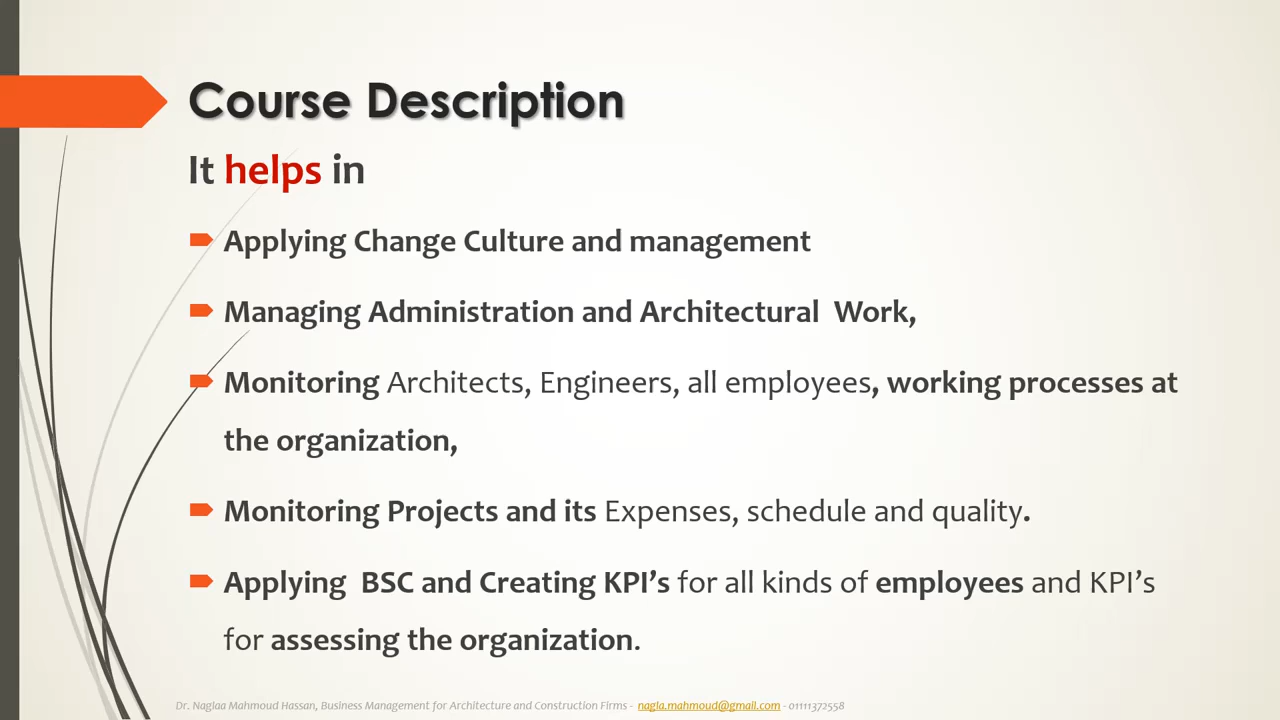 Course Description
It helps in
Applying Change Culture and management
Managing Administration and Architectural  Work,
Monitoring Architects, Engineers, all employees, working processes at
the organization,
Monitoring Projects and its Expenses, schedule and quality.
Applying  BSC and Creating KPI’s for all kinds of employees and KPI’s
for assessing the organization.
Dr. Naglaa Mahmoud Hassan, Business Management for Architecture and Construction Firms - nagla.mahmoud@gmail.com - 01111372558